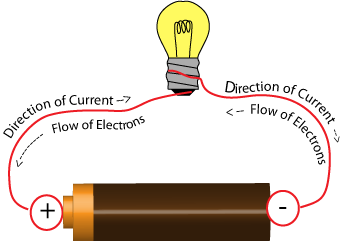 Direction of Current -->
<-- Flow of Electrons
Direction of Current -->
<-- Flow of Electrons
+
-